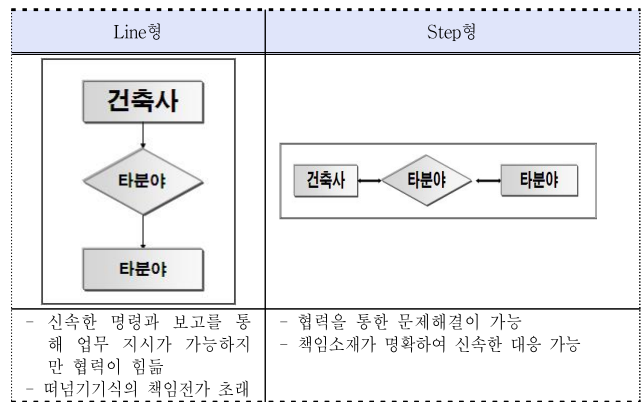 Line형
Step형
건축사
타분야
타분야
건축사 타분야 타분야
- 신속한 명령과 보고를 통
해 업무 지시가 가능하지
만 협력이 힘듦
- 떠넘기기식의 책임전가 초래
- 협력을 통한 문제해결이 가능
- 책임소재가 명확하여 신속한 대응 가능